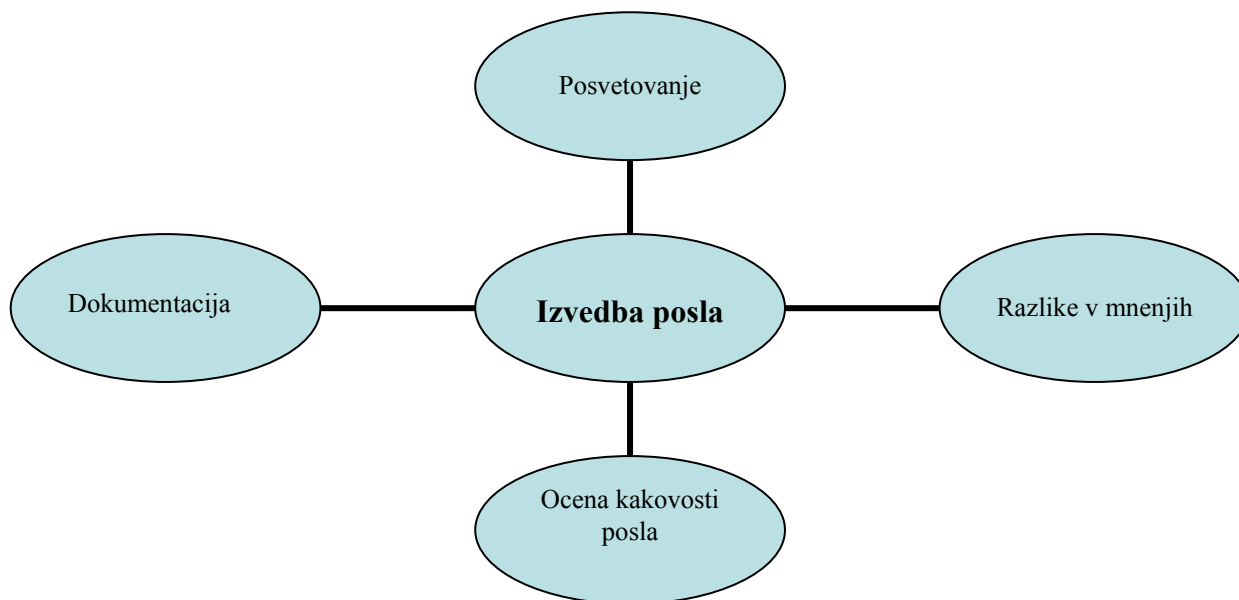 Posvetovanje
Dokumentacija
Izvedba posla
Razlike v mnenjih
Ocena kakovosti
posla